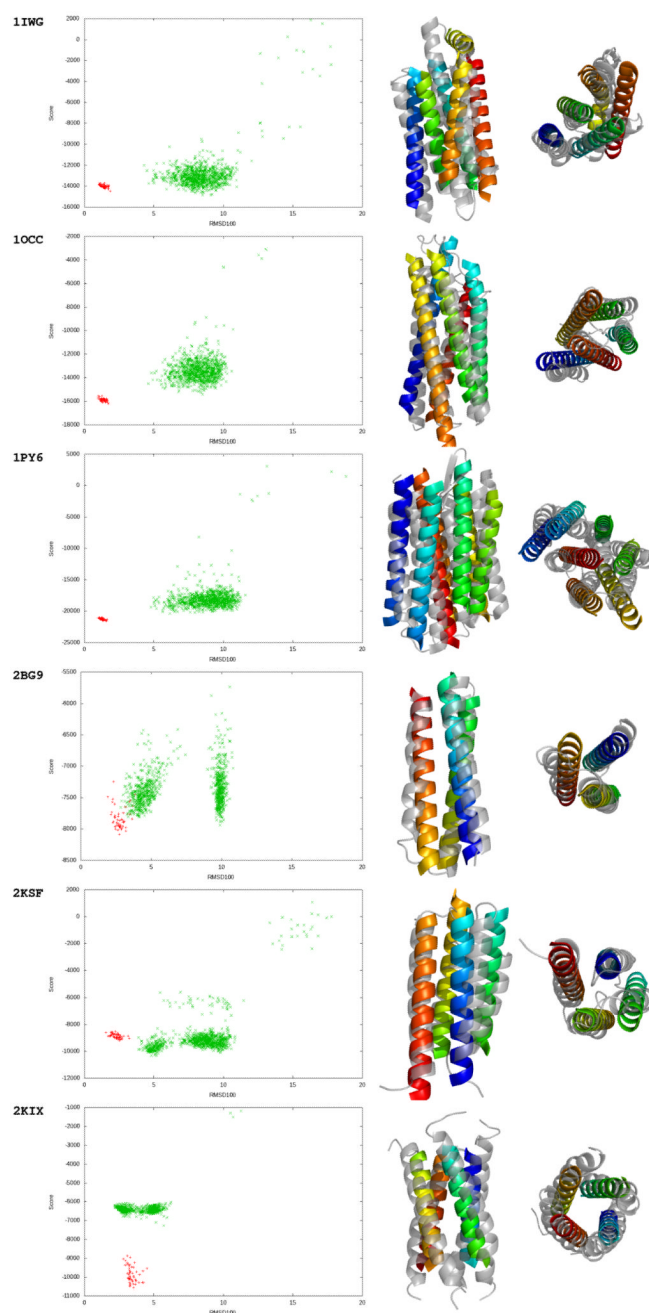 1IWG
Score
2000
0
-2000
-4000
-6000
-8000
-10000
-12000
-14000
-16000
0 5 10 15 20
RMSD100
1OCC
Score
-2000
-4000
-6000
-8000
-10000
-12000
-14000
-16000
-18000
0 5 10 15 20
RMSD100
1PY6
Score
5000
0
-5000
-10000
-15000
-20000
-25000
0 5 10 15 20
RMSD100
2BG9
Score
-5500
-6000
-6500
-7000
-7500
-8000
-8500
0 5 10 15 20
RMSD100
2KSF
Score
2000
0
-2000
-4000
-6000
-8000
-10000
-12000
0 5 10 15 20
RMSD100
2KIX
Score
-1000
-2000
-3000
-4000
-5000
-6000
-7000
-8000
-9000
-10000
-11000
0 5 10 15 20
RMSD100